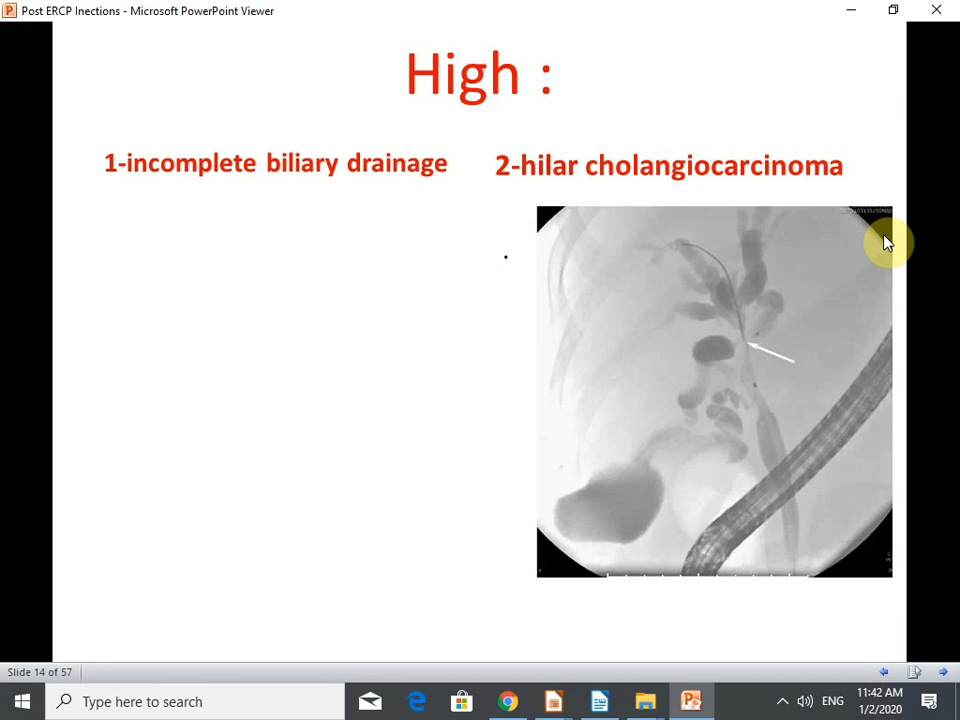 Post ERCP Inections - Microsoft PowerPoint Viewer
High :
1-incomplete biliary drainage
2-hilar cholangiocarcinoma
.
Slide 14 of 57
Type here to search
ENG
11:42 AM
1/2/2020